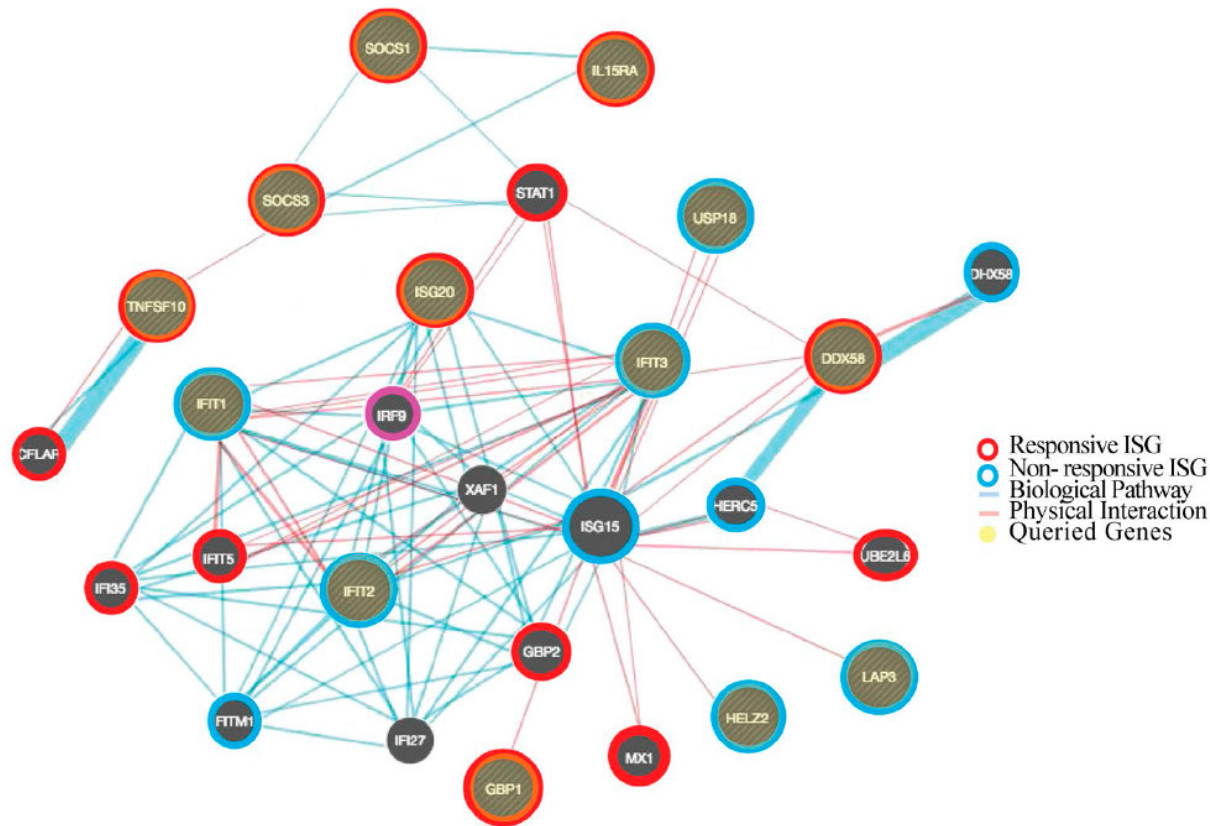 SOCS1
IL15RA
SOCS3
STAT1
USP18
DHX58
TNFSF10
ISG20
IFIT3
DDX58
IFIT1
IRF9
CFLAR
XAF1
ISG15
HERC5
UBE2L6
IFIT5
IFI35
IFIT2
GBP2
LAP3
FITM1
IFI27
HELZ2
MX1
GBP1
Responsive ISG
Non- responsive ISG
Biological Pathway
Physical Interaction
Queried Genes